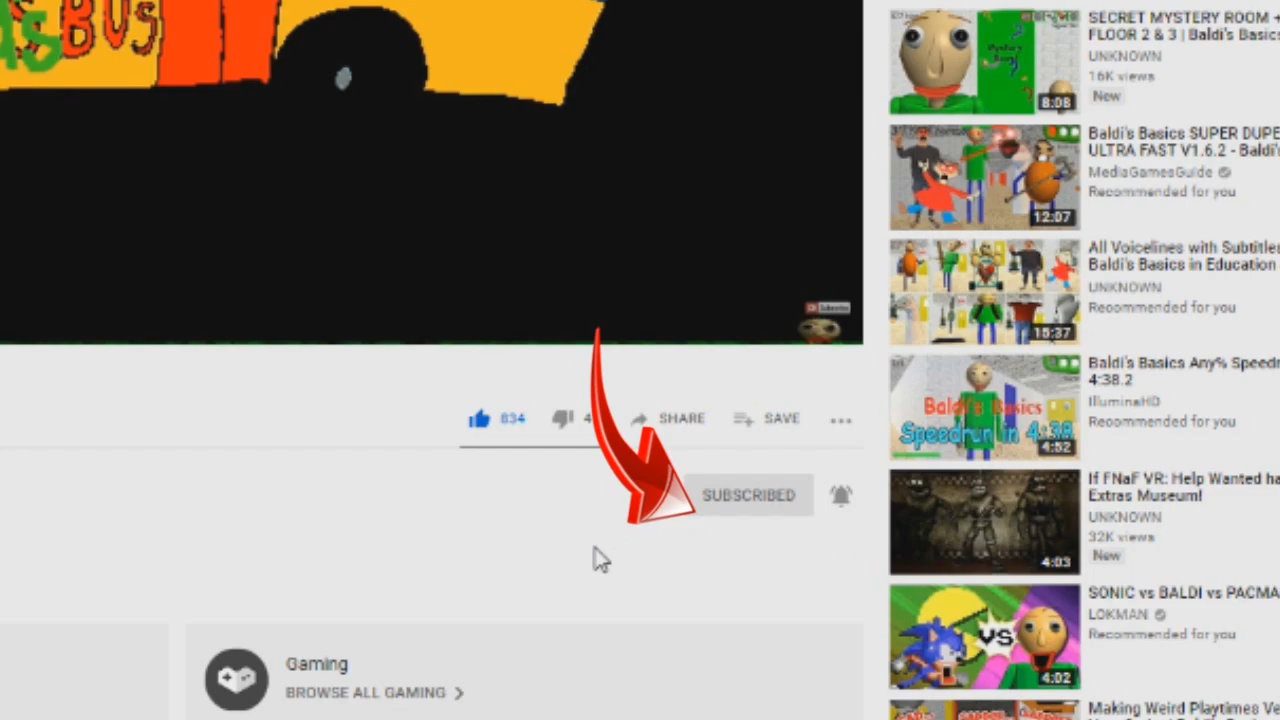 BUS
834
4
SHARE
SAVE
SUBSCRIBED
Gaming
BROWSE ALL GAMING
8:08
SECRET MYSTERY ROOM +
FLOOR 2 & 3 | Baldi's Basics
UNKNOWN
16K views
New
12:07
Baldi's Basics SUPER DUPE
ULTRA FAST V1.6.2 - Baldi's
MediaGamesGuide
Recommended for you
15:37
All Voicelines with Subtitles
Baldi's Basics in Education
UNKNOWN
Recommended for you
Baldi's Basics
Speedrun in 4:38
4:52
Baldi's Basics Any% Speedr
4:38.2
IlluminaHD
Recommended for you
4:03
If FNaF VR: Help Wanted ha
Extras Museum!
UNKNOWN
32K views
New
VS
4:02
SONIC vs BALDI vs PACMA
LOKMAN
Recommended for you
Making Weird Playtimes Ve